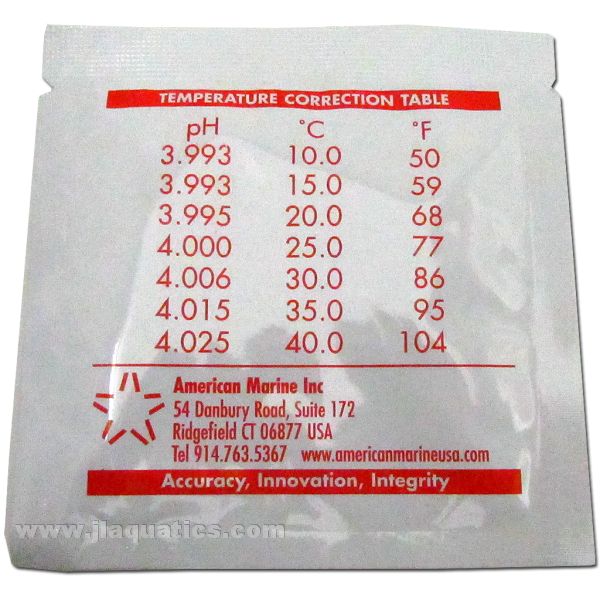 TEMPERATURE CORRECTION TABLE
pH °C °F
3.993 10.0 50
3.993 15.0 59
3.995 20.0 68
4.000 25.0 77
4.006 30.0 86
4.015 35.0 95
4.025 40.0 104
American Marine Inc
54 Danbury Road, Suite 172
Ridgefield CT 06877 USA
Tel 914.763.5367 www.americanmarineusa.com
Accuracy, Innovation, Integrity
www.jlaquatics.com